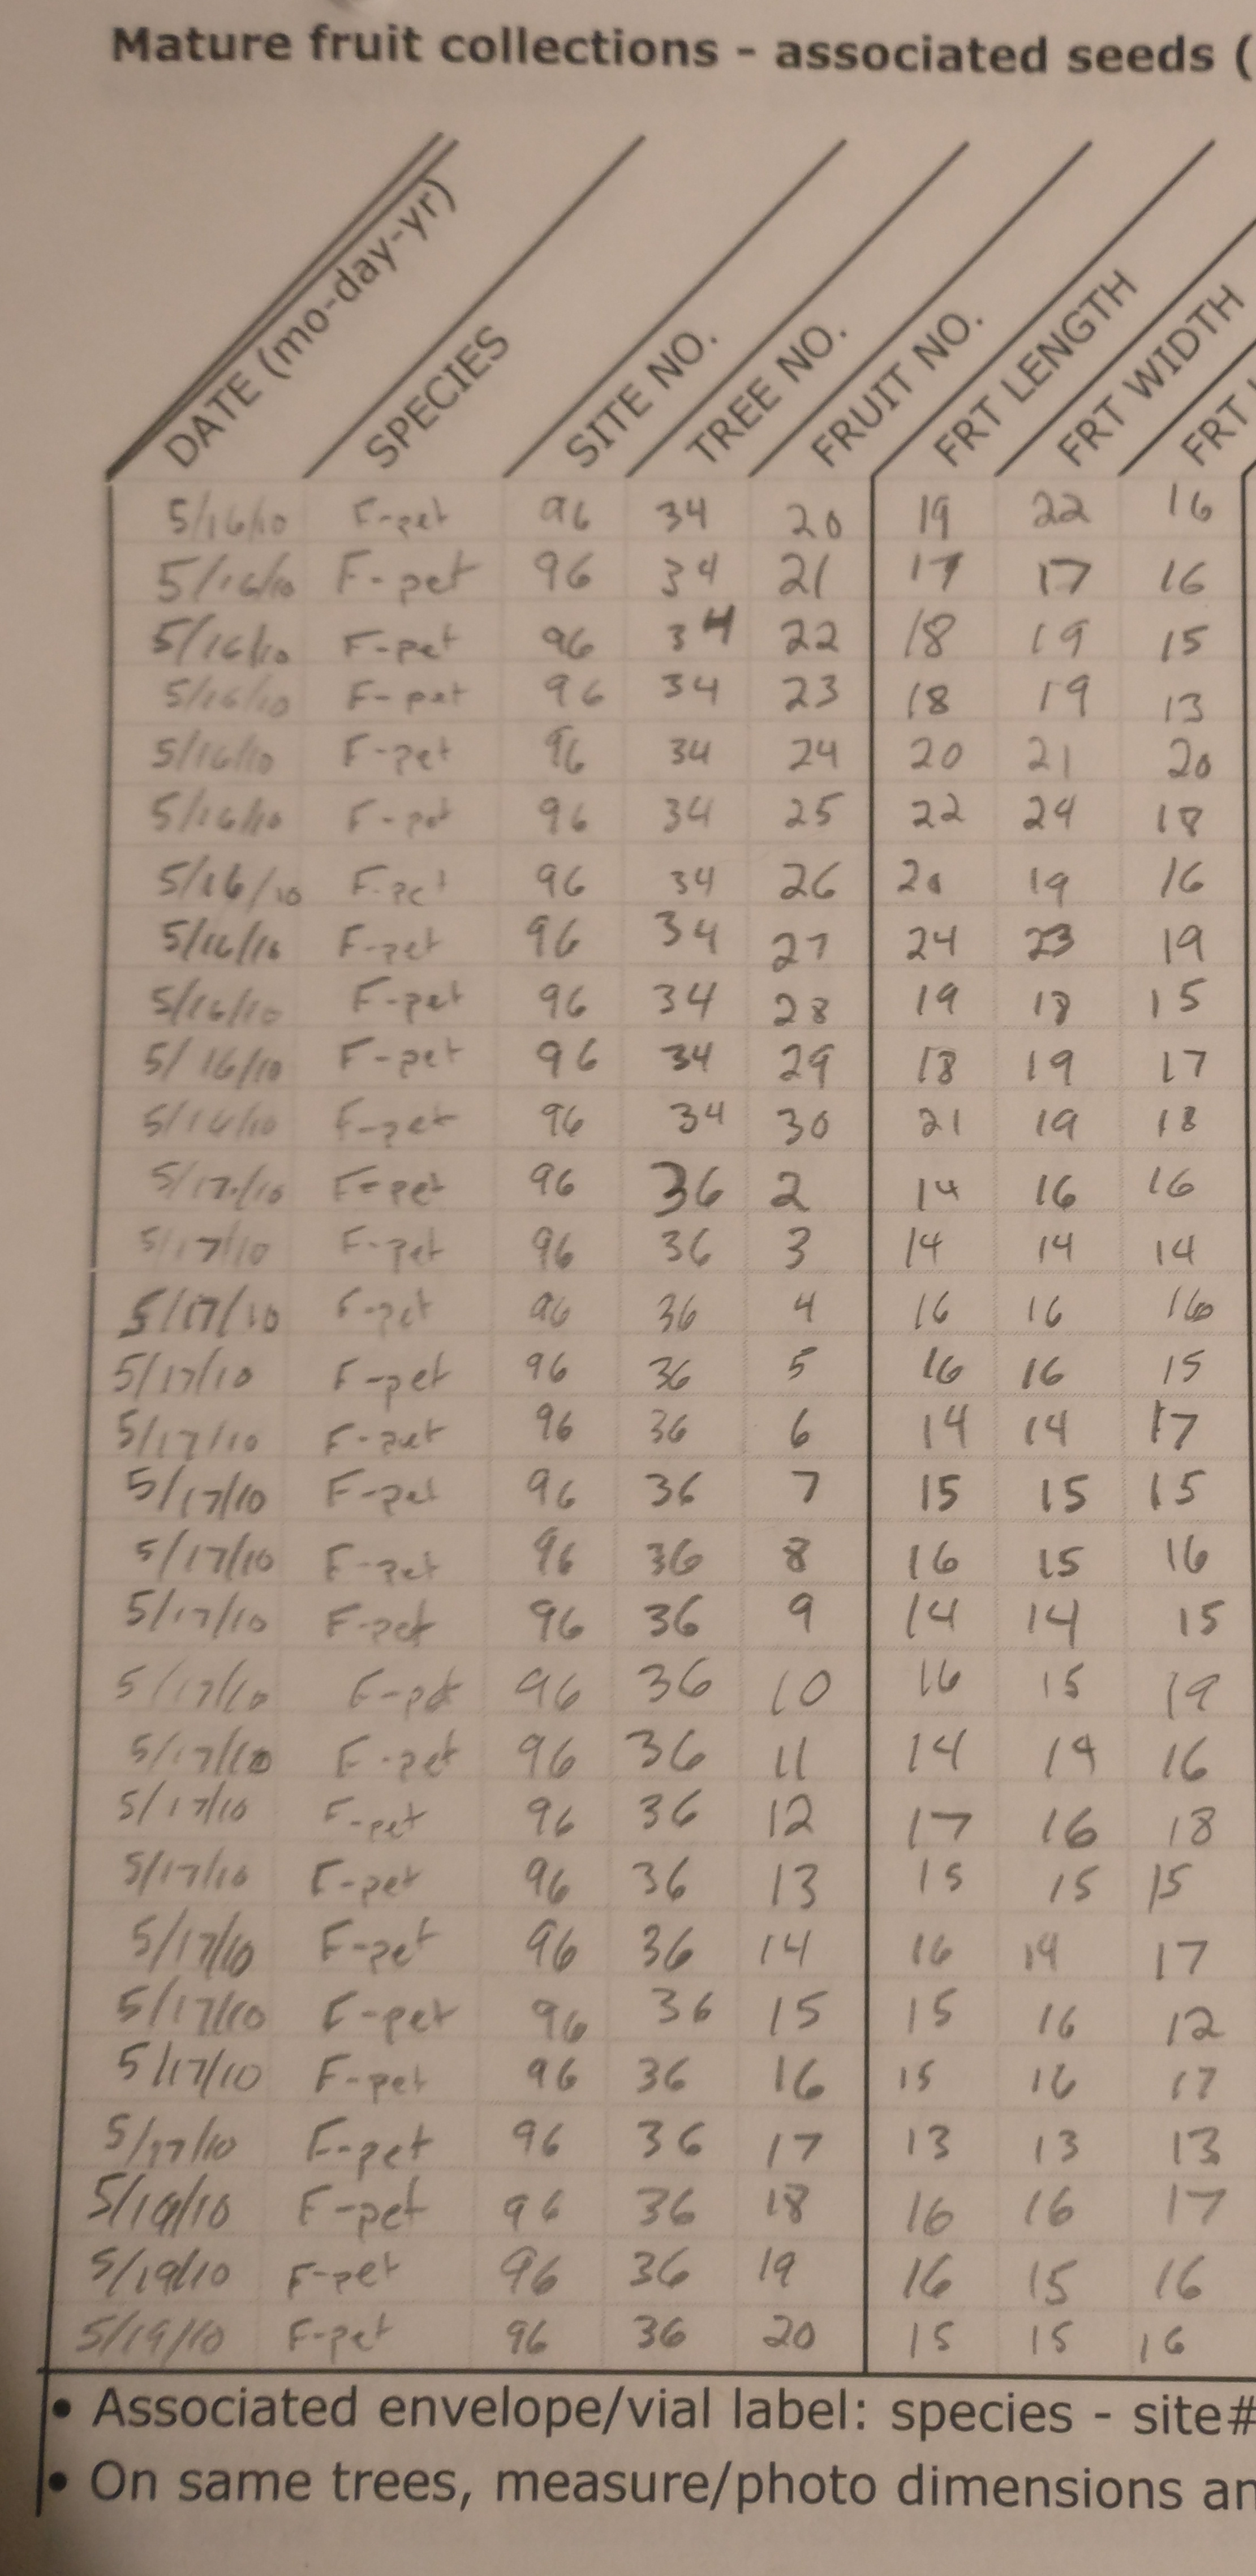 Mature fruit collections - associated seeds (
DATE (mo-day-yr) SPECIES SITE NO. TREE NO. FRUIT NO. FRT LENGTH FRT WIDTH FRT
5/16/10 F-pet 96 34 20 19 22 16
5/16/10 F-pet 96 34 21 17 17 16
5/16/10 F-pet 96 34 22 18 19 15
5/16/10 F-pet 96 34 23 18 19 13
5/16/10 F-pet 96 34 24 20 21 20
5/16/10 F-pet 96 34 25 22 24 18
5/16/10 F-pet 96 34 26 20 19 16
5/16/10 F-pet 96 34 27 24 23 19
5/16/10 F-pet 96 34 28 19 18 15
5/16/10 F-pet 96 34 29 18 19 17
5/16/10 F-pet 96 34 30 21 19 18
5/17/10 F-pet 96 36 2 14 16 16
5/17/10 F-pet 96 36 3 14 14 14
5/17/10 F-pet 96 36 4 16 16 16
5/17/10 F-pet 96 36 5 16 16 15
5/17/10 F-pet 96 36 6 14 14 17
5/17/10 F-pet 96 36 7 15 15 15
5/17/10 F-pet 96 36 8 16 15 16
5/17/10 F-pet 96 36 9 14 14 15
5/17/10 F-pet 96 36 10 16 15 19
5/17/10 F-pet 96 36 11 14 14 16
5/17/10 F-pet 96 36 12 17 16 18
5/17/10 F-pet 96 36 13 15 15 15
5/17/10 F-pet 96 36 14 16 14 17
5/17/10 F-pet 96 36 15 15 16 12
5/17/10 F-pet 96 36 16 15 16 17
5/17/10 F-pet 96 36 17 13 13 13
5/19/10 F-pet 96 36 18 16 16 17
5/19/10 F-pet 96 36 19 16 15 16
5/19/10 F-pet 96 36 20 15 15 16
• Associated envelope/vial label: species - site#
• On same trees, measure/photo dimensions an